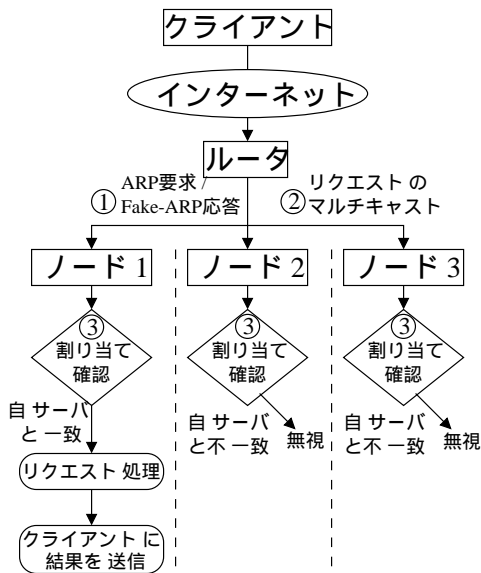 クライアント
インターネット
ルータ
① ARP要求 /
Fake-ARP応答
② リクエスト の
マルチキャスト
ノード 1
ノード 2
ノード 3
③
割り当て
確認
③
割り当て
確認
③
割り当て
確認
自 サーバ
と 一致
自 サーバ
と不 一致
無視
自 サーバ
と不 一致
無視
リクエスト 処理
クライアント に
結果を 送信